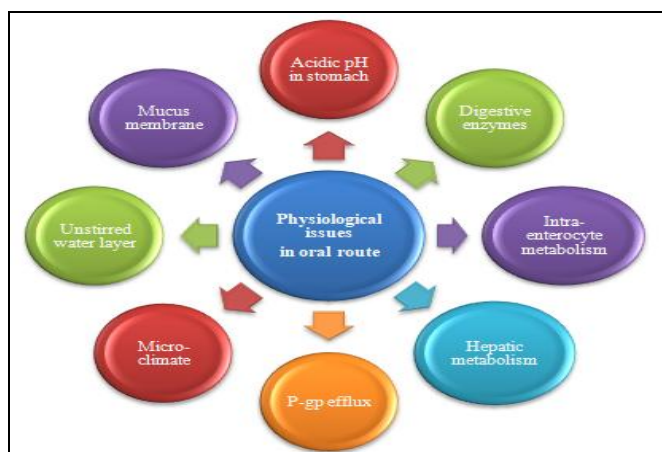 Acidic pH
in stomach
Digestive
enzymes
Intra-
enterocyte
metabolism
Hepatic
metabolism
P-gp efflux
Micro-
climate
Unstirred
water layer
Mucus
membrane
Physiological
issues
in oral route